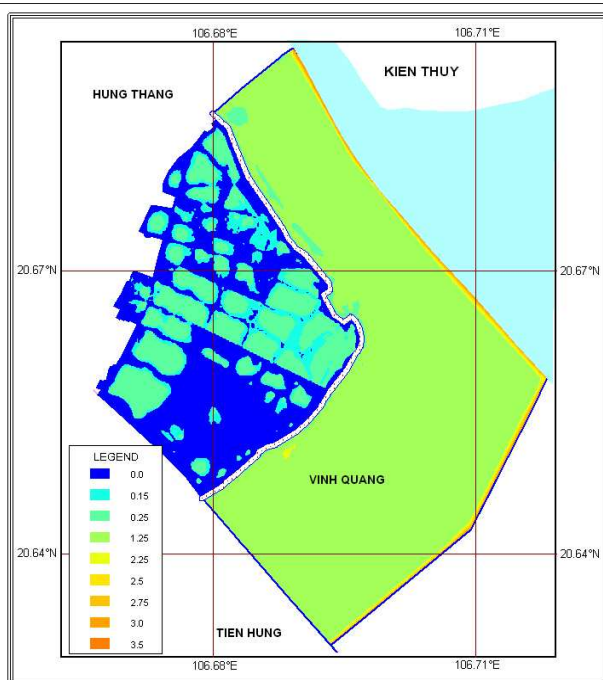 106.68°E 106.71°E
KIEN THUY
HUNG THANG
20.67°N 20.67°N
LEGEND
0.0
0.15
0.25
1.25
2.25
2.5
2.75
3.0
3.5
VINH QUANG
20.64°N 20.64°N
TIEN HUNG
106.68°E 106.71°E